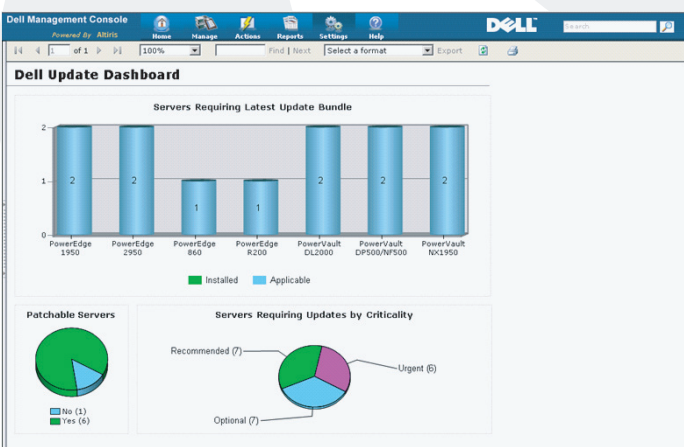 Dell Management Console
Powered By Altiris
Home Manage Actions Reports Settings Help
DELL
Search
1 of 1 100% Find | Next Select a format Export
Dell Update Dashboard
Servers Requiring Latest Update Bundle
2
1
0
2 2 1 1 2 2 2
PowerEdge 1950
PowerEdge 2950
PowerEdge 860
PowerEdge R200
PowerVault DL2000
PowerVault DP500/NF500
PowerVault NX1950
Installed Applicable
Patchable Servers
No (1)
Yes (6)
Servers Requiring Updates by Criticality
Recommended (7)
Urgent (6)
Optional (7)